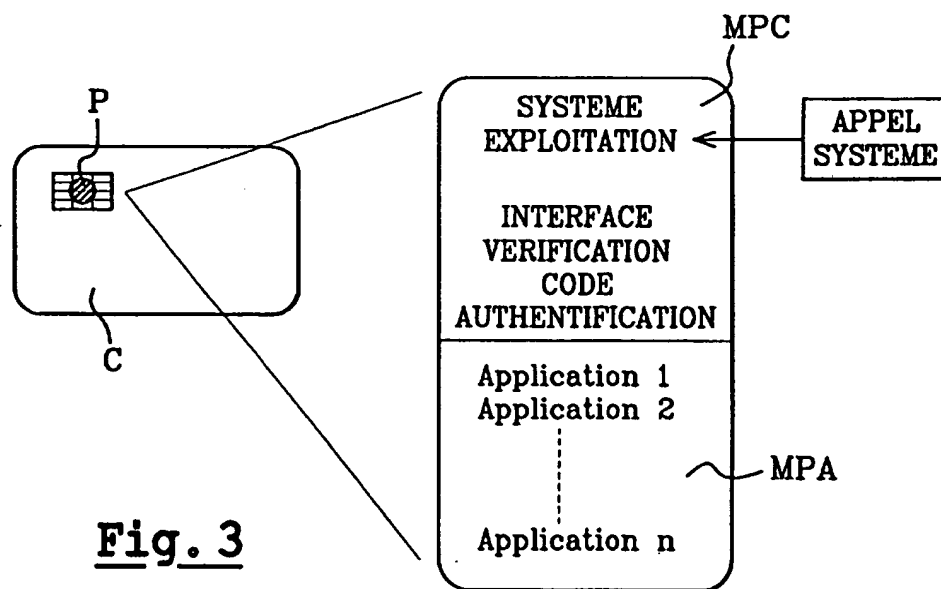 MPC
P
SYSTEME
EXPLOITATION
APPEL
SYSTEME
INTERFACE
VERIFICATION
CODE
AUTHENTIFICATION
C
Application 1
Application 2
MPA
Application n
Fig. 3